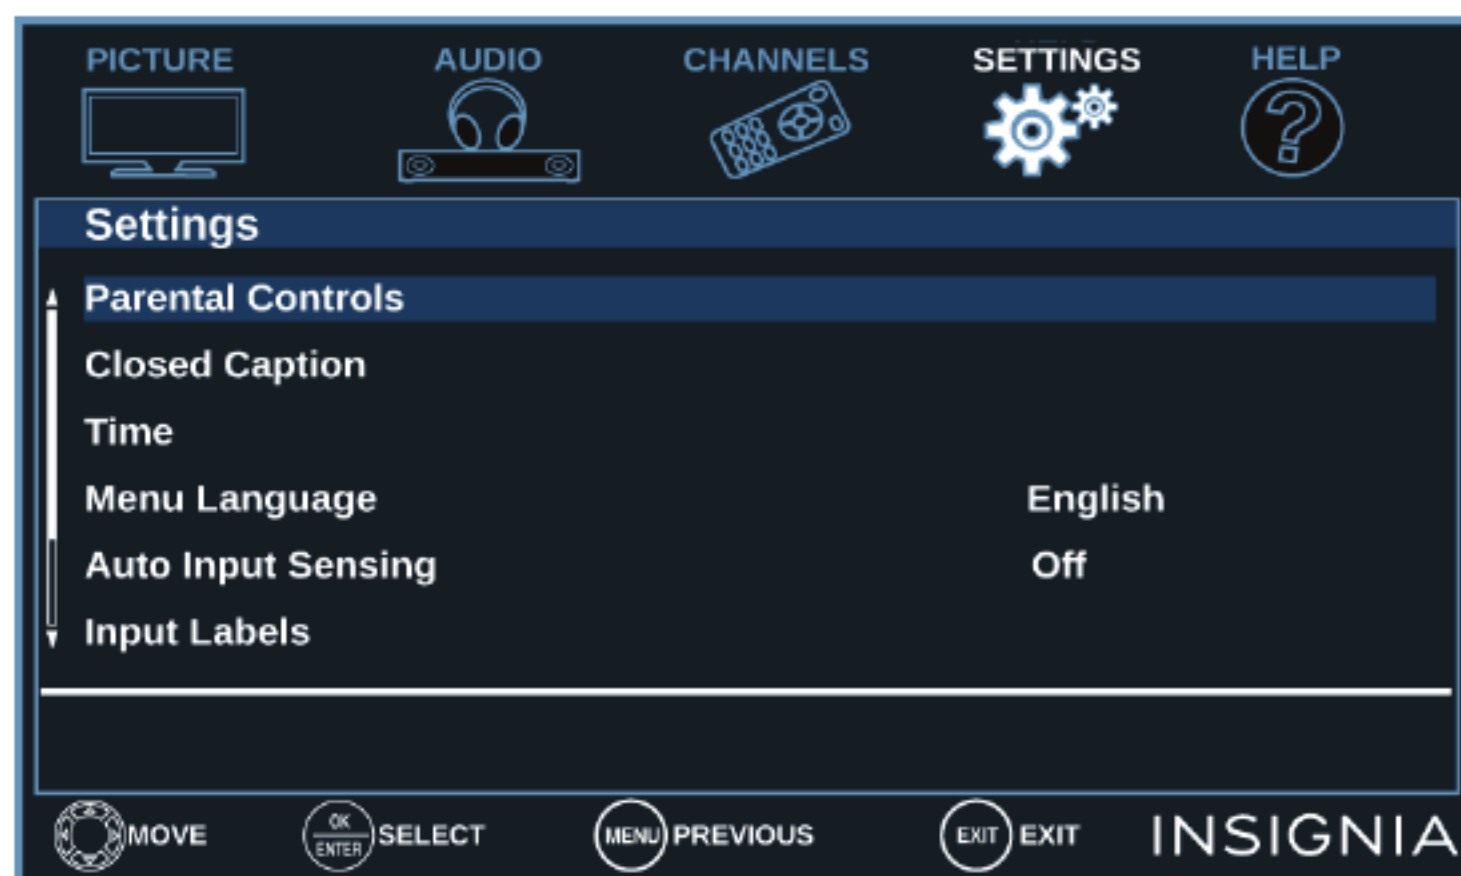 PICTURE AUDIO CHANNELS SETTINGS HELP
Settings
Parental Controls
Closed Caption
Time
Menu Language English
Auto Input Sensing Off
Input Labels
MOVE OK ENTER SELECT MENU PREVIOUS EXIT EXIT INSIGNIA